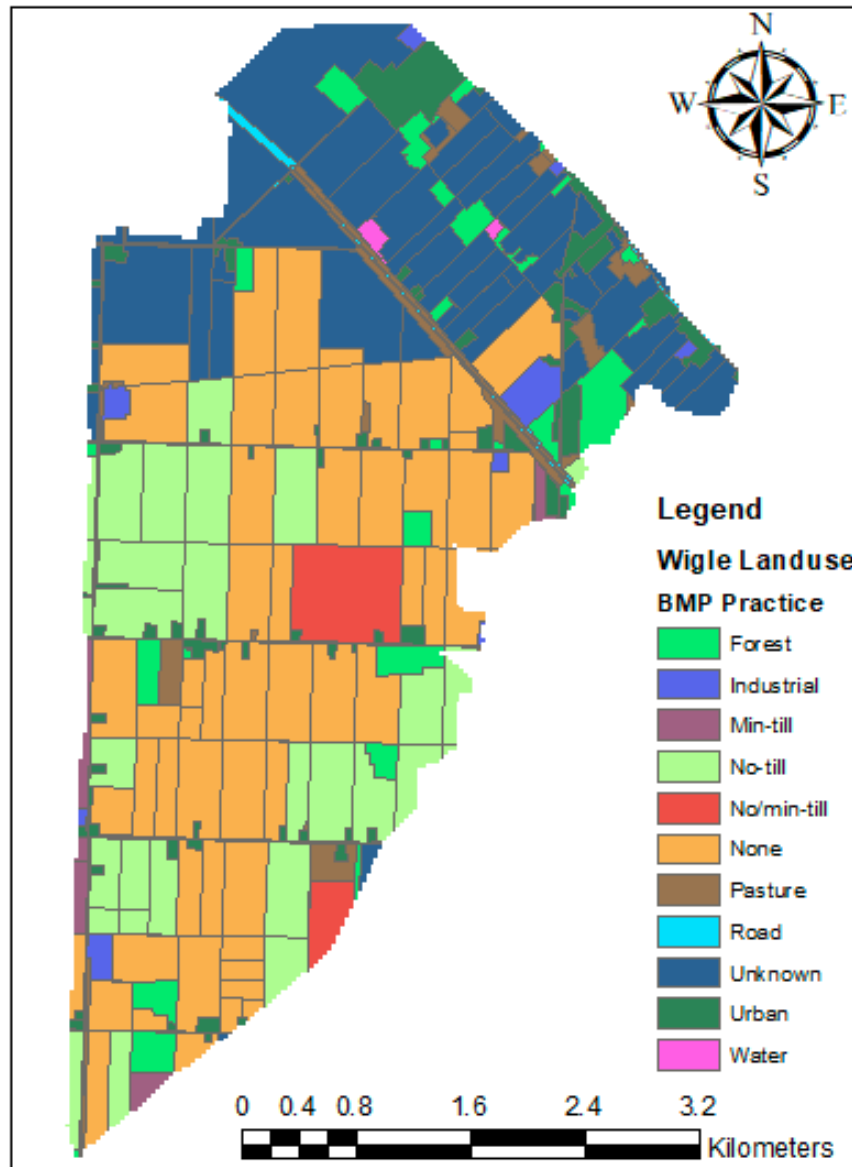 N
W E
S
Legend
Wigle Landuse
BMP Practice
Forest
Industrial
Min-till
No-till
No/min-till
None
Pasture
Road
Unknown
Urban
Water
0 0.4 0.8 1.6 2.4 3.2
Kilometers